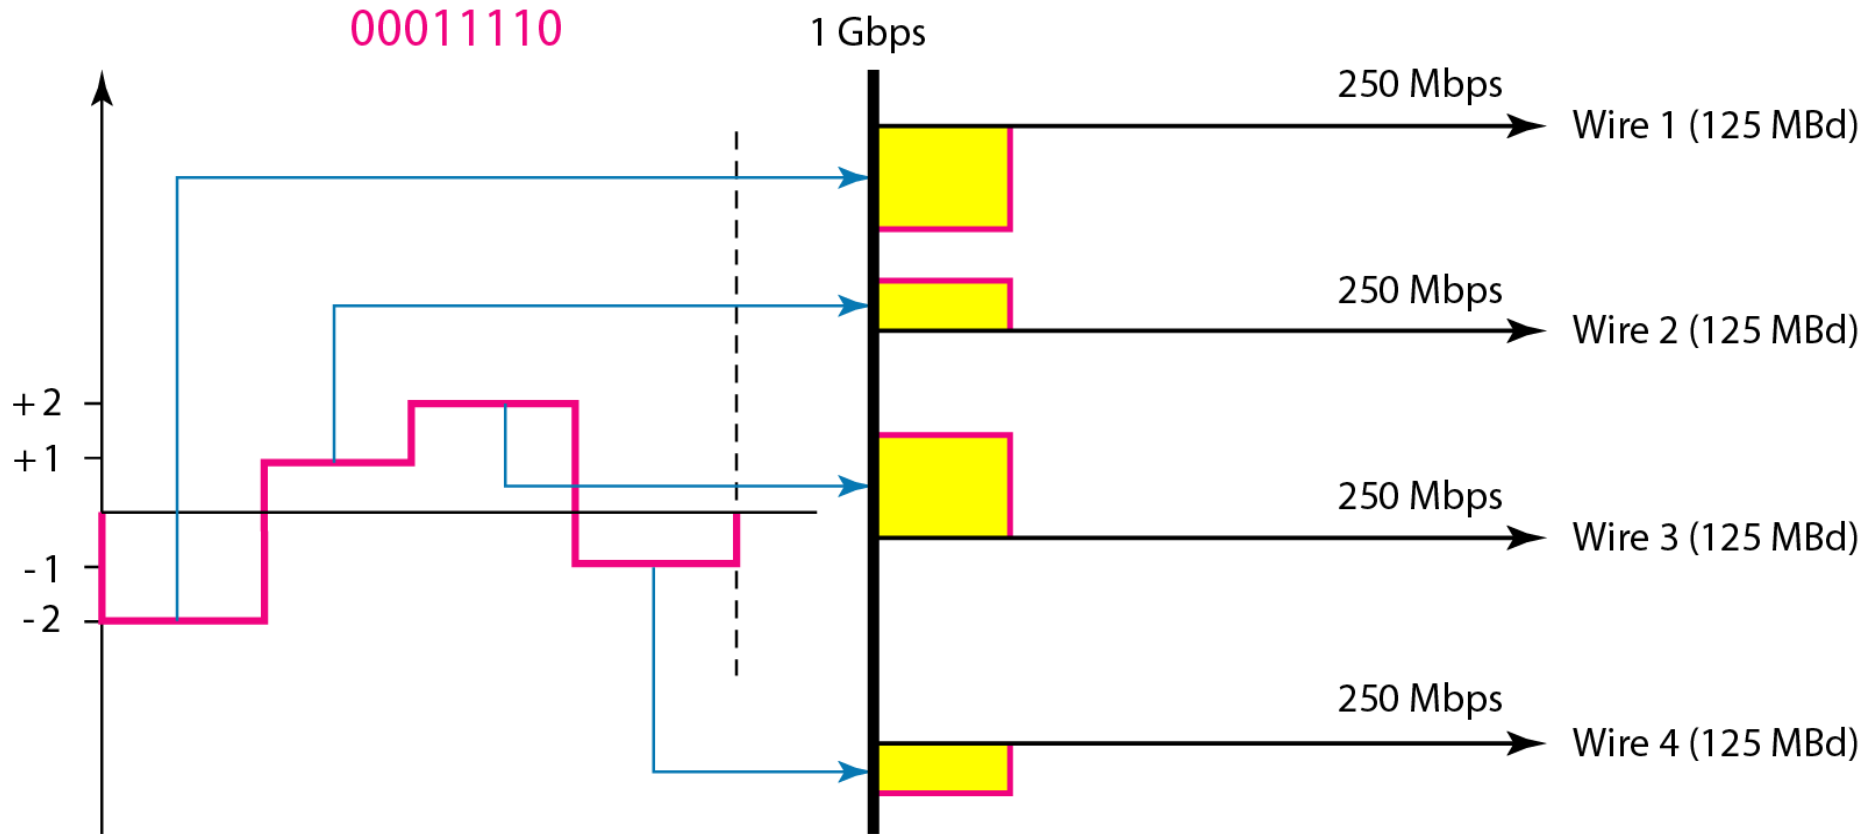 00011110
1 Gbps
250 Mbps
Wire 1 (125 MBd)
250 Mbps
Wire 2 (125 MBd)
+2
+1
250 Mbps
Wire 3 (125 MBd)
-1
-2
250 Mbps
Wire 4 (125 MBd)